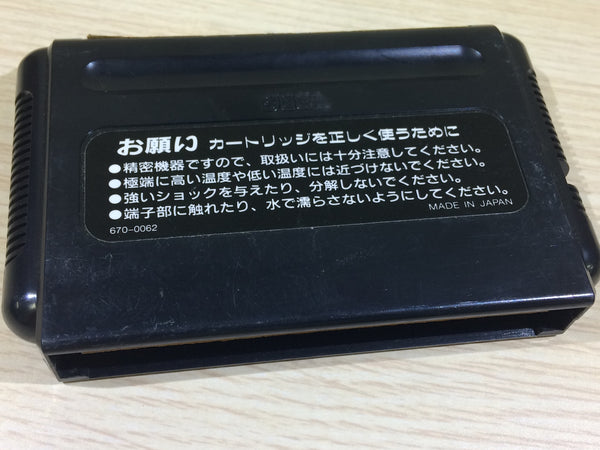 お願い カートリッジを正しく使うために
●精密機器ですので、取扱いには十分注意してください。
●極端に高い温度や低い温度には近づけないでください。
●強いショックを与えたり、分解しないでください。
●端子部に触れたり、水で濡らさないようにしてください。
670-0062
MADE IN JAPAN